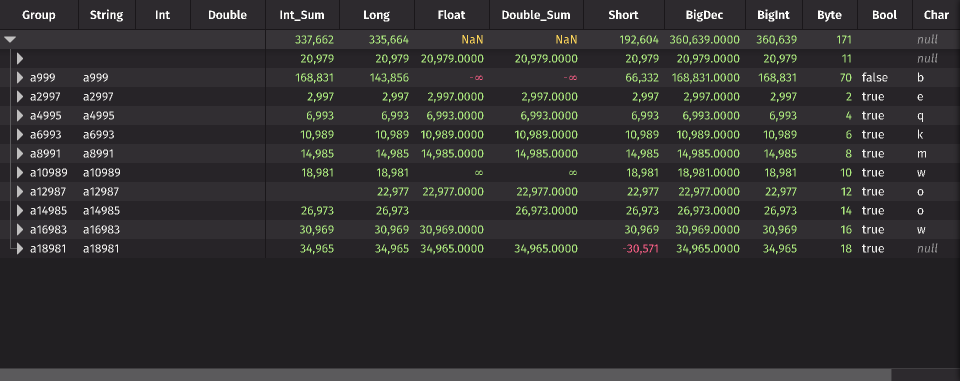 Group String Int Double Int_Sum Long Float Double_Sum Short BigDec BigInt Byte Bool Char
337,662 335,664 NaN NaN 192,604 360,639.0000 360,639 171 null
20,979 20,979 20,979.0000 20,979.0000 20,979 20,979.0000 20,979 11 null
a999 a999 168,831 143,856 -∞ -∞ 66,332 168,831.0000 168,831 70 false b
a2997 a2997 2,997 2,997 2,997.0000 2,997.0000 2,997 2,997.0000 2,997 2 true e
a4995 a4995 6,993 6,993 6,993.0000 6,993.0000 6,993 6,993.0000 6,993 4 true q
a6993 a6993 10,989 10,989 10,989.0000 10,989.0000 10,989 10,989.0000 10,989 6 true k
a8991 a8991 14,985 14,985 14,985.0000 14,985.0000 14,985 14,985.0000 14,985 8 true m
a10989 a10989 18,981 18,981 ∞ ∞ 18,981 18,981.0000 18,981 10 true w
a12987 a12987 22,977 22,977.0000 22,977.0000 22,977 22,977.0000 22,977 12 true o
a14985 a14985 26,973 26,973 26,973.0000 26,973 26,973.0000 26,973 14 true o
a16983 a16983 30,969 30,969 30,969.0000 30,969 30,969.0000 30,969 16 true w
a18981 a18981 34,965 34,965 34,965.0000 34,965.0000 -30,571 34,965.0000 34,965 18 true null